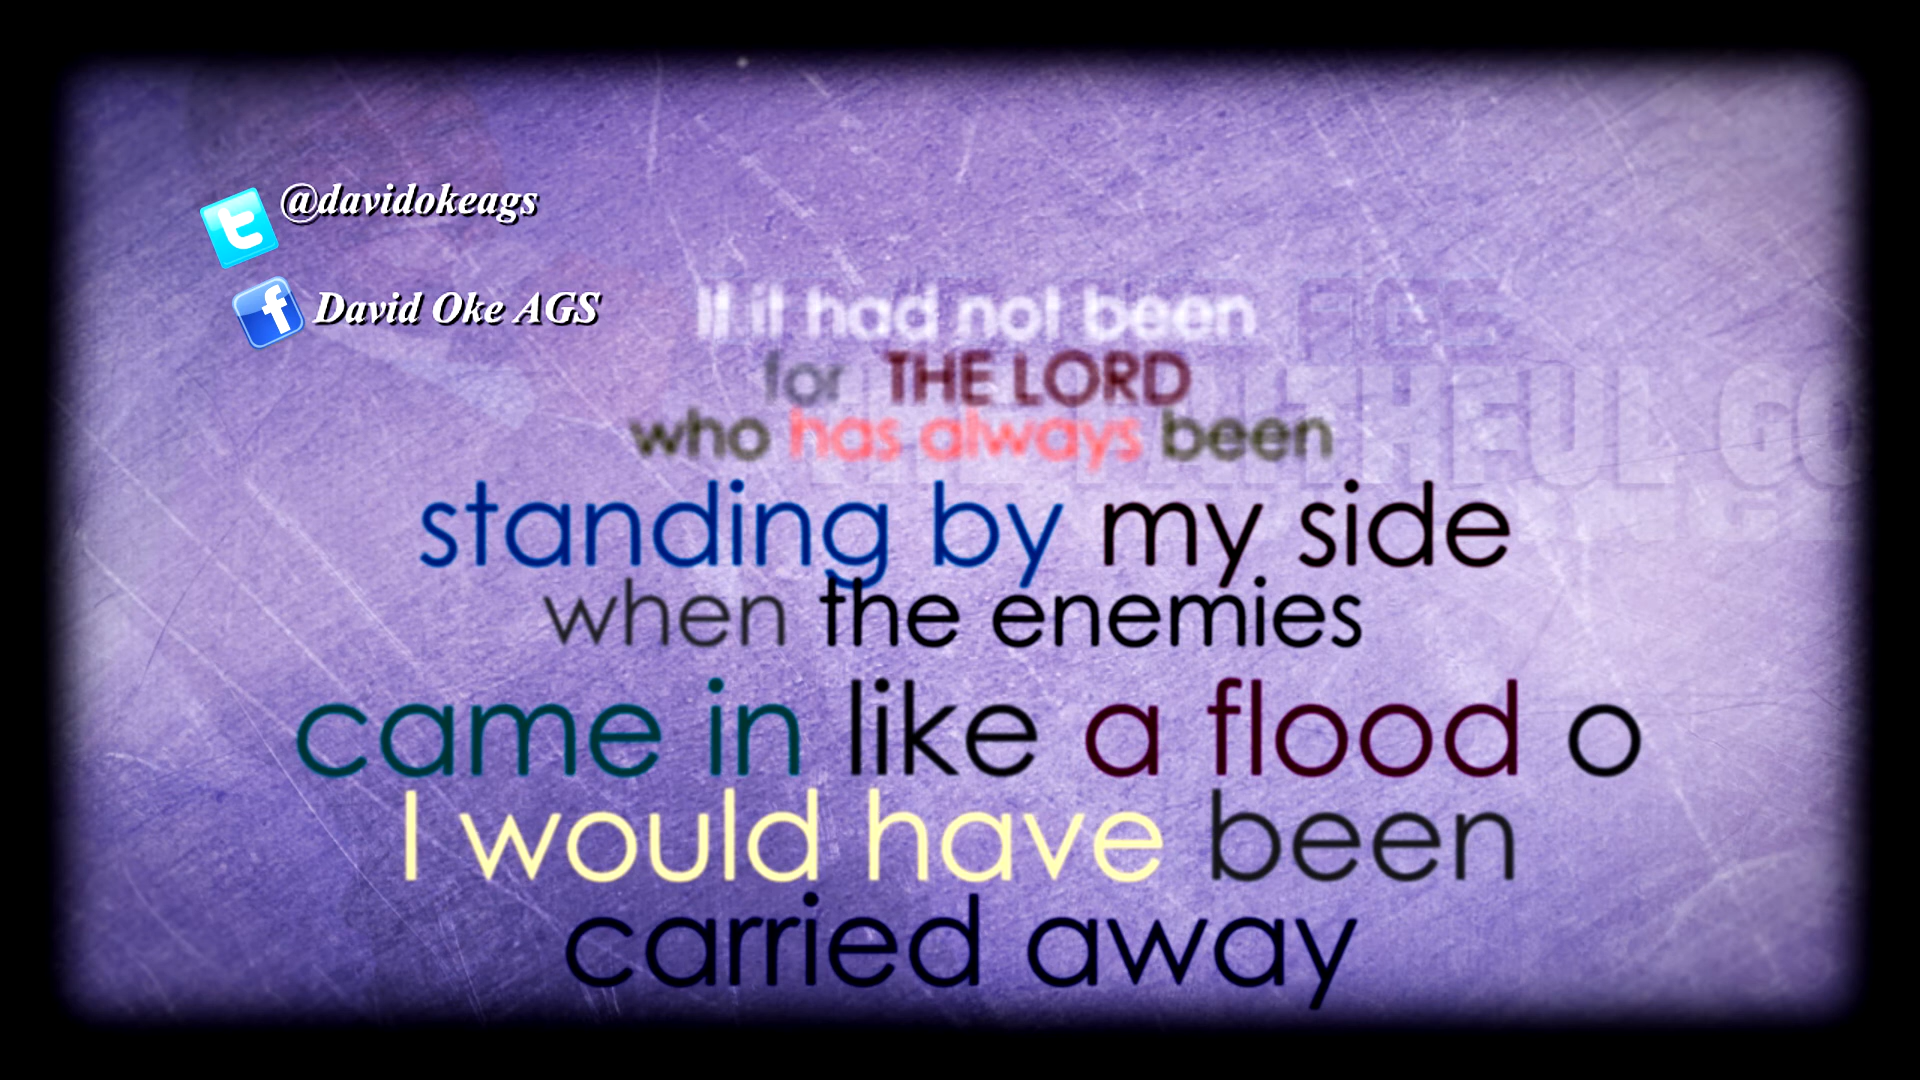 @davidokeags
David Oke AGS
If it had not been
for THE LORD
who has always been
standing by my side
when the enemies
came in like a flood o
I would have been
carried away
FAITHFUL